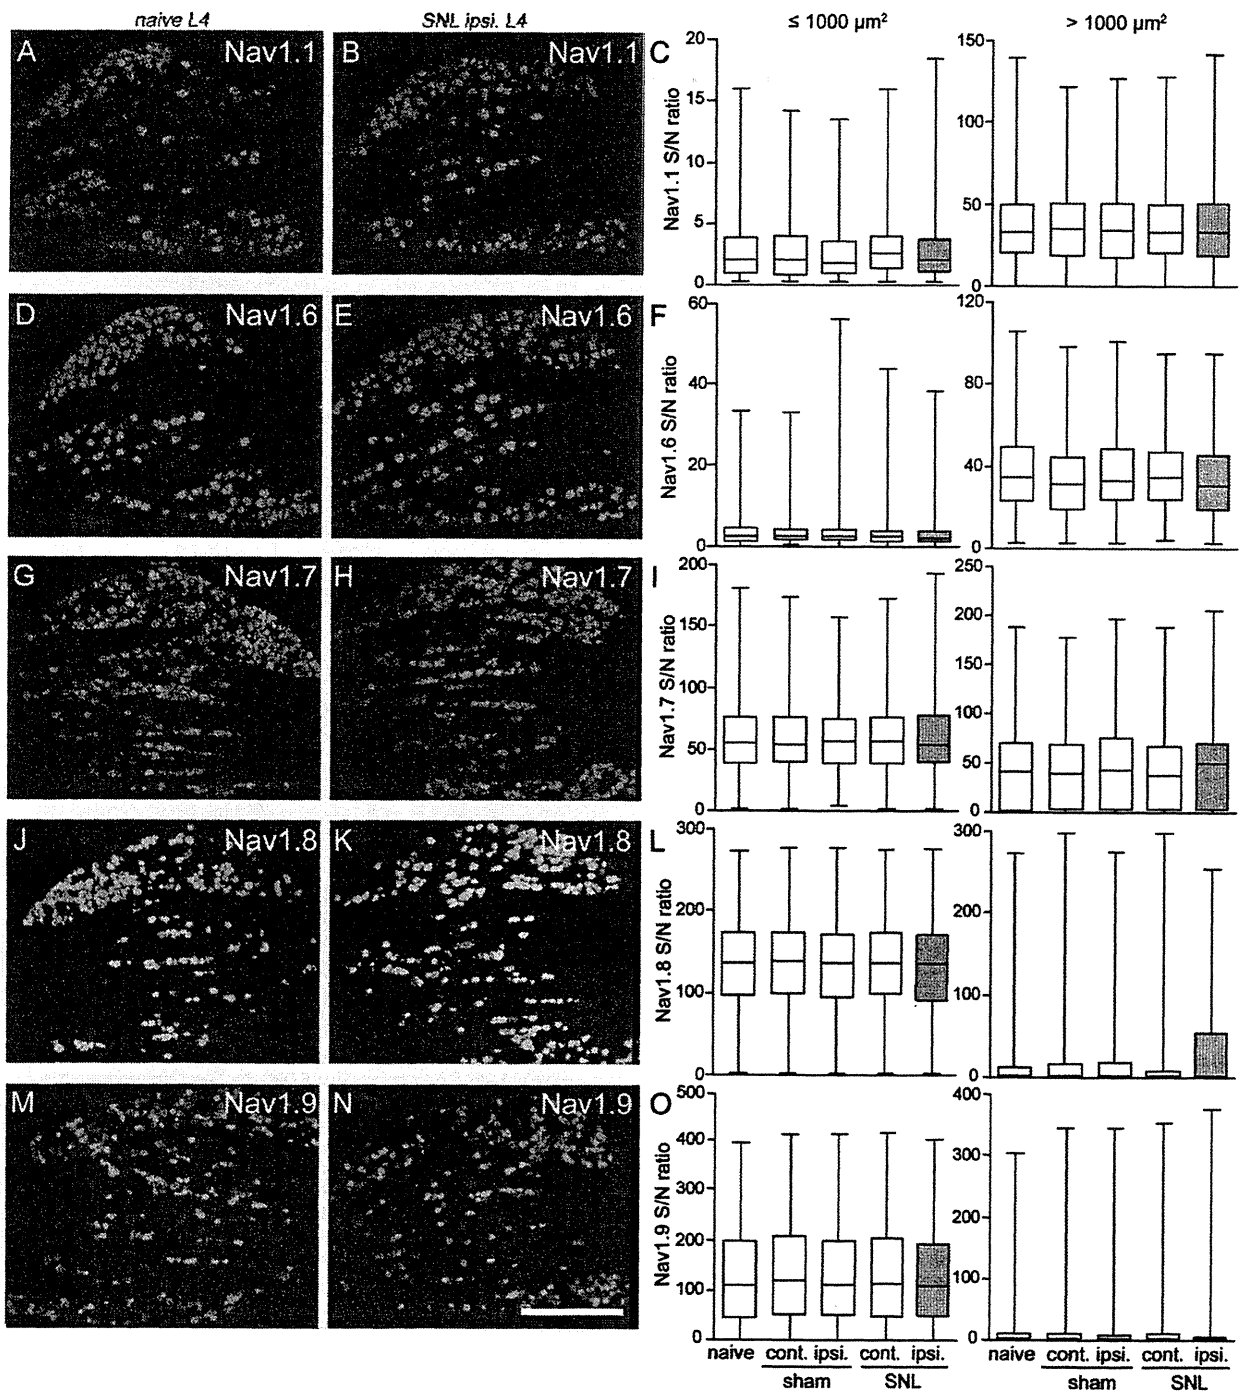 naive L4
SNL ipsi. L4
≤ 1000 µm²
> 1000 µm²
A Nav1.1
B Nav1.1
C
Nav1.1 S/N ratio
20
15
10
5
0
150
100
50
0
D Nav1.6
E Nav1.6
F
Nav1.6 S/N ratio
60
40
20
0
120
80
40
0
G Nav1.7
H Nav1.7
I
Nav1.7 S/N ratio
200
150
100
50
0
250
200
150
100
50
0
J Nav1.8
K Nav1.8
L
Nav1.8 S/N ratio
300
200
100
0
300
200
100
0
M Nav1.9
N Nav1.9
O
Nav1.9 S/N ratio
500
400
300
200
100
0
400
300
200
100
0
naive cont. ipsi. cont. ipsi.
sham SNL
naive cont. ipsi. cont. ipsi.
sham SNL